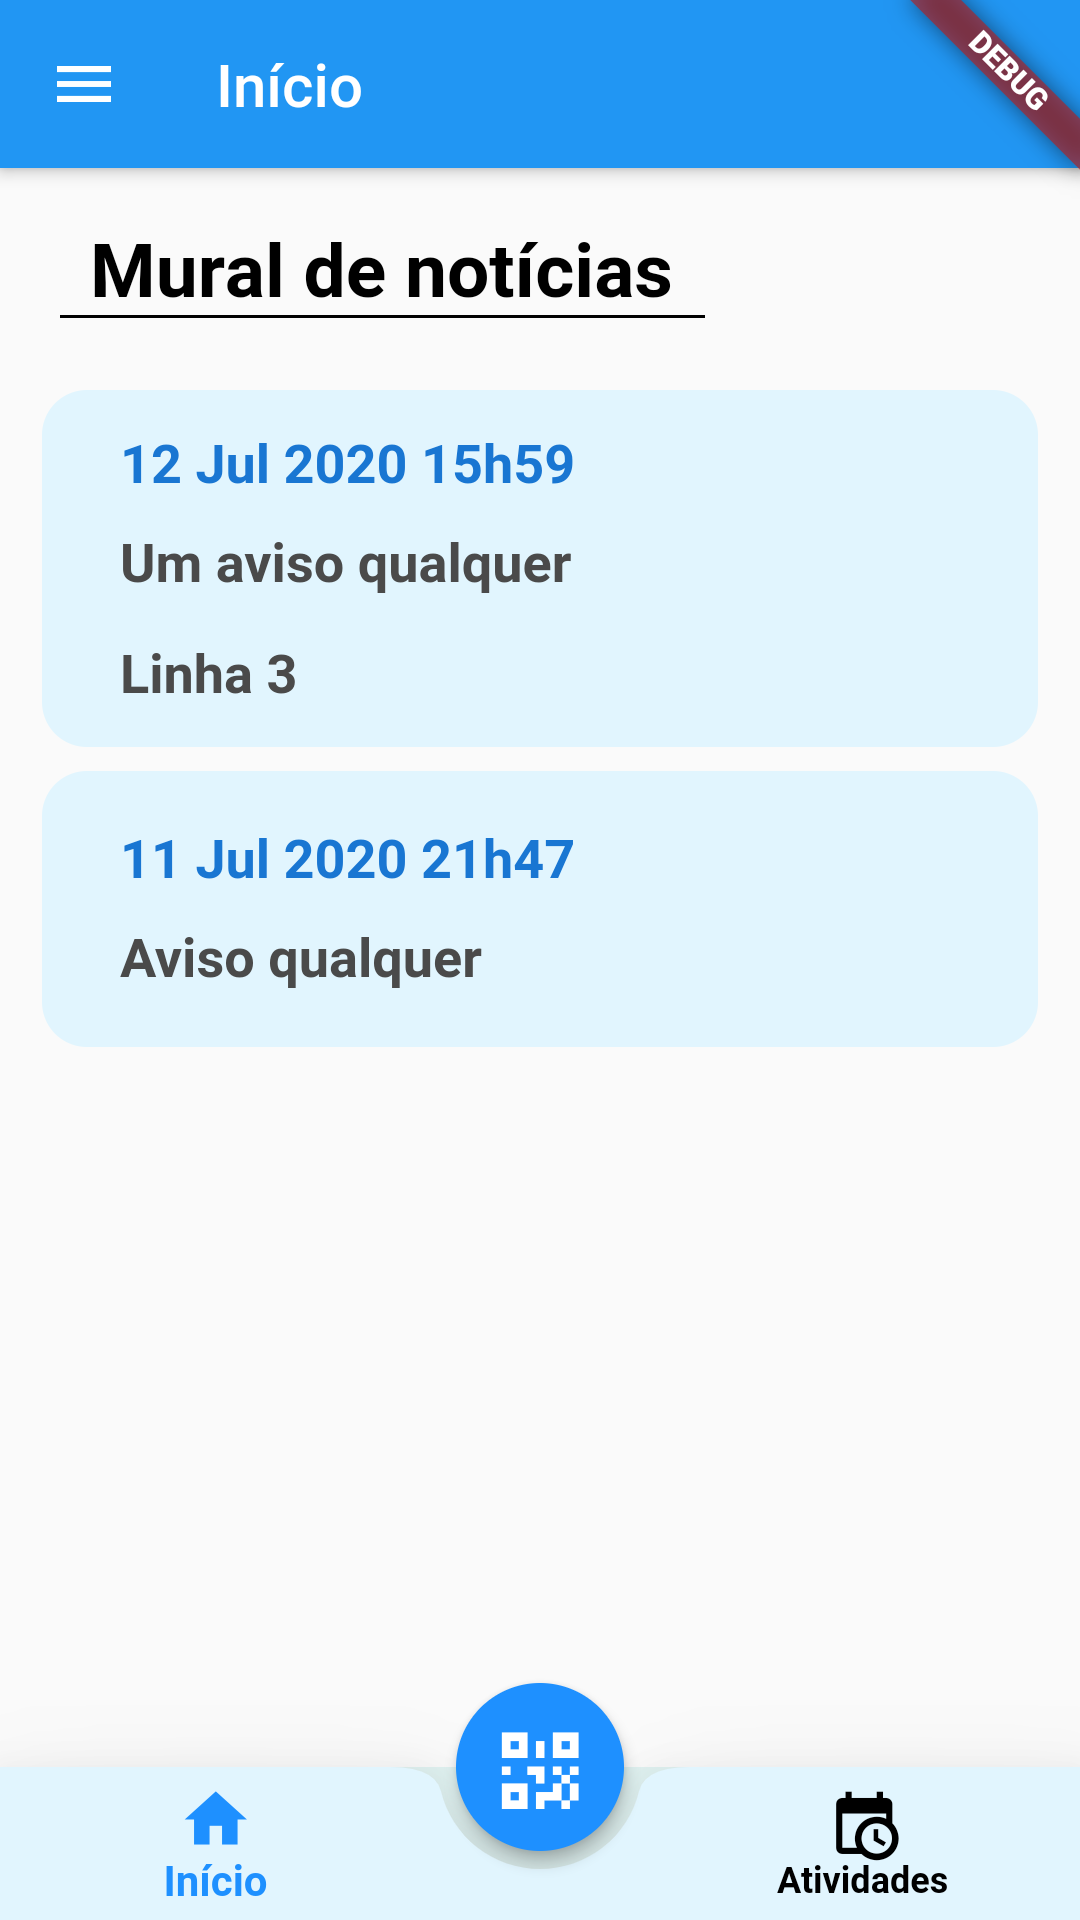 Início
DEBUG
Mural de notícias
12 Jul 2020 15h59
Um aviso qualquer
Linha 3
11 Jul 2020 21h47
Aviso qualquer
Início
Atividades